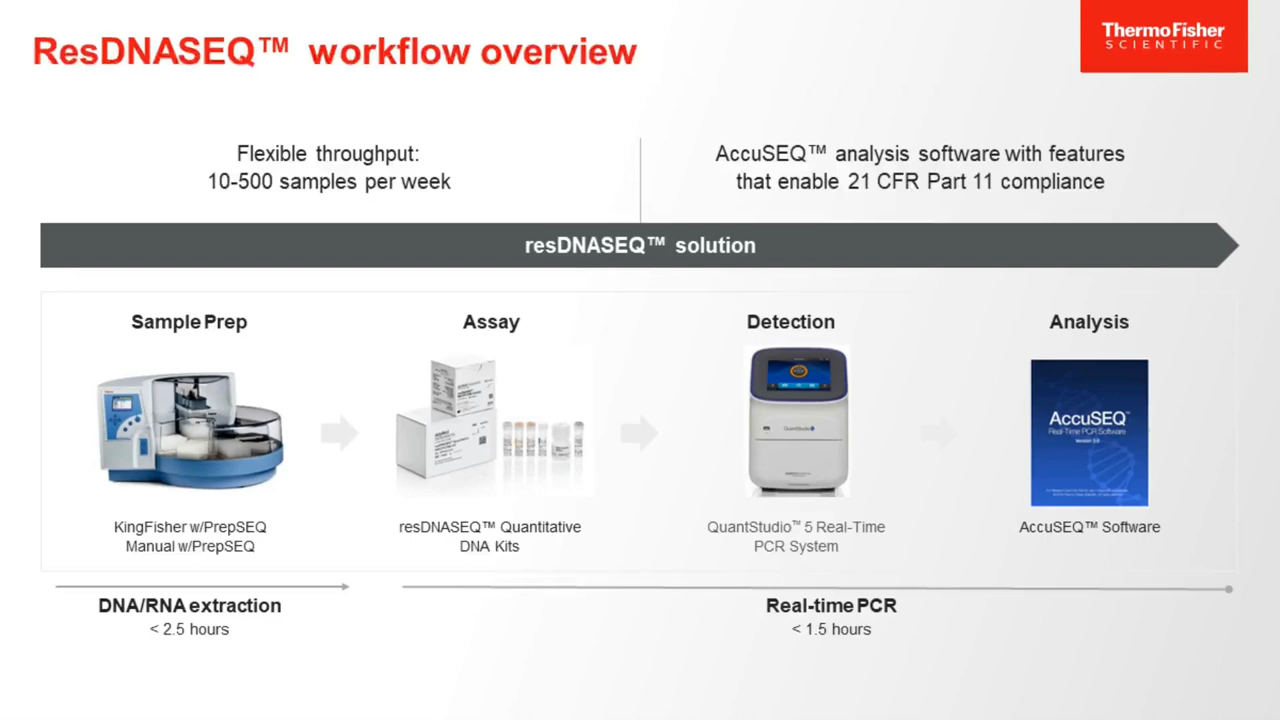 ResDNASEQ™ workflow overview
ThermoFisher
SCIENTIFIC
Flexible throughput:
10-500 samples per week
AccuSEQ™ analysis software with features
that enable 21 CFR Part 11 compliance
resDNASEQ™ solution
Sample Prep
Assay
Detection
Analysis
QuantStudio
AccuSEQ™
Real-Time PCR Software
KingFisher w/PrepSEQ
Manual w/PrepSEQ
resDNASEQ™ Quantitative
DNA Kits
QuantStudio™ 5 Real-Time
PCR System
AccuSEQ™ Software
DNA/RNA extraction
< 2.5 hours
Real-time PCR
< 1.5 hours